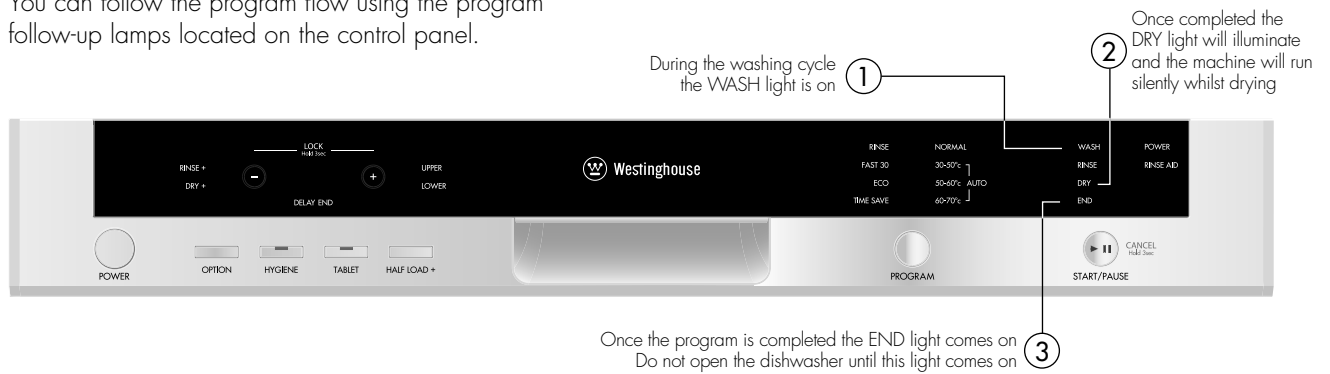 You can follow the program flow using the program
follow-up lamps located on the control panel.
During the washing cycle
the WASH light is on
1
2
Once completed the
DRY light will illuminate
and the machine will run
silently whilst drying
LOCK
Hold 3sec
RINSE +
DRY +
-
+
UPPER
LOWER
DELAY END
W Westinghouse
RINSE
FAST 30
ECO
TIME SAVE
NORMAL
30-50°c
50-60°c AUTO
60-70°c
WASH
RINSE
DRY
END
POWER
RINSE AID
POWER
OPTION
HYGIENE
TABLET
HALF LOAD +
PROGRAM
CANCEL
Hold 3sec
START/PAUSE
Once the program is completed the END light comes on
Do not open the dishwasher until this light comes on
3